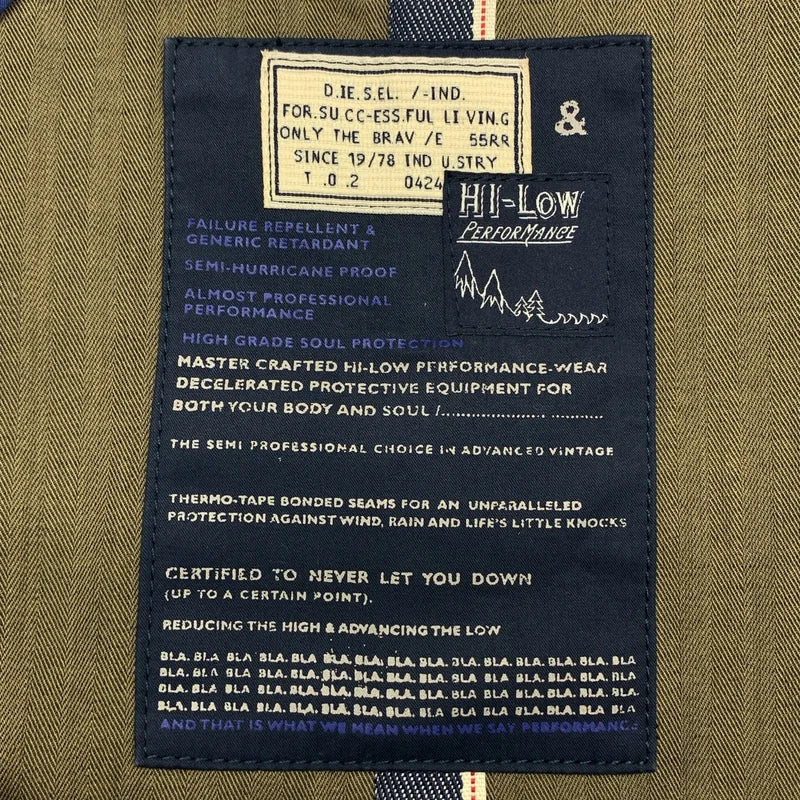 D.IE.S.EL. /-IND.
FOR.SU CC-ESS.FUL LI VIN.G
ONLY THE BRAV /E 55RR
SINCE 19/78 IND U.STRY
T .0 .2 0424
&
HI-LOW
PERFORMANCE
FAILURE REPELLENT &
GENERIC RETARDANT
SEMI-HURRICANE PROOF
ALMOST PROFESSIONAL
PERFORMANCE
HIGH GRADE SOUL PROTECTION
MASTER CRAFTED HI-LOW PERFORMANCE-WEAR
DECELERATED PROTECTIVE EQUIPMENT FOR
BOTH YOUR BODY AND SOUL /...........................
THE SEMI PROFESSIONAL CHOICE IN ADVANCED VINTAGE
THERMO-TAPE BONDED SEAMS FOR AN UNPARALLELED
PROTECTION AGAINST WIND, RAIN AND LIFE'S LITTLE KNOCKS
CERTIFIED TO NEVER LET YOU DOWN
(UP TO A CERTAIN POINT).
REDUCING THE HIGH & ADVANCING THE LOW
BLA. BLA BLA BLA. BLA BLA. BLA. BLA. BLA. BLA. BLA. BLA. BLA. BLA. BLA
BLA. BLA. BLA. BLA. BLA. BLA. BLA. BLA. BLA. BLA. BLA. BLA. BLA. BLA. BLA
BLA. BLA. BLA. BLA. BLA. BLA. BLA. BLA. BLA. BLA. BLA. BLA. BLA. BLA. BLA.
BLA. BLA. BLA. BLA. BLA. BLA. BLA. BLA. BLA. BLA. BLA. BLA. BLA. BLA. BLA
AND THAT IS WHAT WE MEAN WHEN WE SAY PERFORMANCE